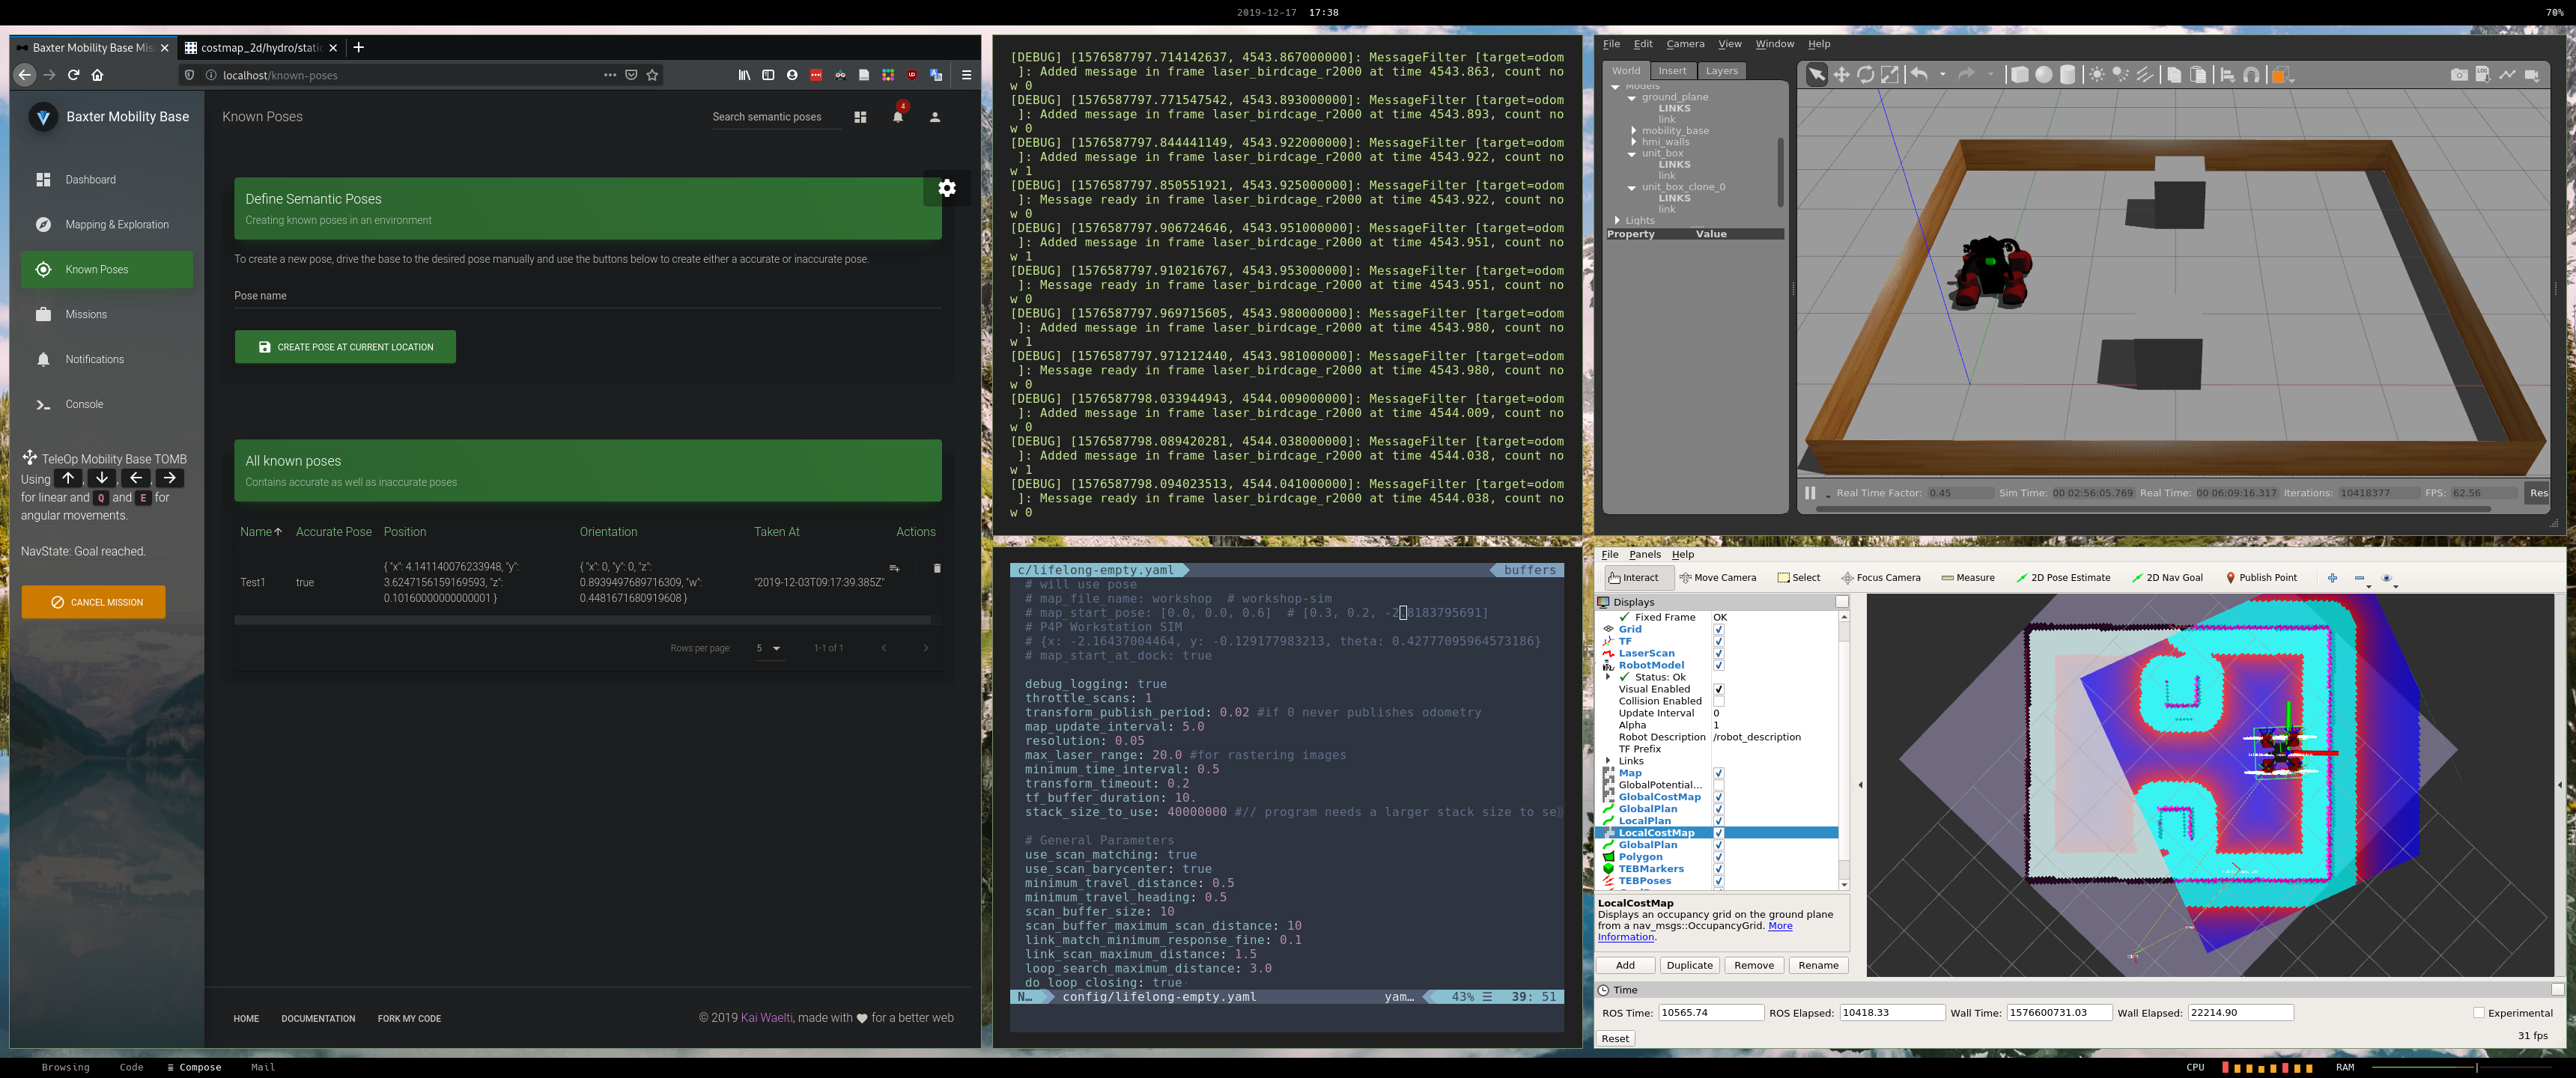 2019-12-17 17:38
70%
Baxter Mobility Base Mis
costmap_2d/hydro/stati
localhost/known-poses
Baxter Mobility Base
Dashboard
Mapping & Exploration
Known Poses
Missions
Notifications
Console
TeleOp Mobility Base TOMB
Using ↑, ↓, ←, →
for linear and Q and E for
angular movements.
NavState: Goal reached.
CANCEL MISSION
Known Poses
Search semantic poses
4
Define Semantic Poses
Creating known poses in an environment
To create a new pose, drive the base to the desired pose manually and use the buttons below to create either a accurate or inaccurate pose.
Pose name
CREATE POSE AT CURRENT LOCATION
All known poses
Contains accurate as well as inaccurate poses
Name Accurate Pose Position Orientation Taken At Actions
{ "x": 4.141140076233948, "y": { "x": 0, "y": 0, "z":
Test1 true 3.6247156159169593, "z": 0.8939497689716309, "w": "2019-12-03T09:17:39.385Z"
0.10160000000000001 } 0.4481671680919608 }
Rows per page: 5 1-1 of 1
HOME DOCUMENTATION FORK MY CODE
© 2019 Kai Waelti, made with ♥ for a better web
[DEBUG] [1576587797.714142637, 4543.867000000]: MessageFilter [target=odom
]: Added message in frame laser_birdcage_r2000 at time 4543.863, count no
w 0
[DEBUG] [1576587797.771547542, 4543.893000000]: MessageFilter [target=odom
]: Added message in frame laser_birdcage_r2000 at time 4543.893, count no
w 0
[DEBUG] [1576587797.844441149, 4543.922000000]: MessageFilter [target=odom
]: Added message in frame laser_birdcage_r2000 at time 4543.922, count no
w 1
[DEBUG] [1576587797.850551921, 4543.925000000]: MessageFilter [target=odom
]: Message ready in frame laser_birdcage_r2000 at time 4543.922, count no
w 0
[DEBUG] [1576587797.906724646, 4543.951000000]: MessageFilter [target=odom
]: Added message in frame laser_birdcage_r2000 at time 4543.951, count no
w 1
[DEBUG] [1576587797.910216767, 4543.953000000]: MessageFilter [target=odom
]: Message ready in frame laser_birdcage_r2000 at time 4543.951, count no
w 0
[DEBUG] [1576587797.969715605, 4543.980000000]: MessageFilter [target=odom
]: Added message in frame laser_birdcage_r2000 at time 4543.980, count no
w 1
[DEBUG] [1576587797.971212440, 4543.981000000]: MessageFilter [target=odom
]: Message ready in frame laser_birdcage_r2000 at time 4543.980, count no
w 0
[DEBUG] [1576587798.033944943, 4544.009000000]: MessageFilter [target=odom
]: Added message in frame laser_birdcage_r2000 at time 4544.009, count no
w 0
[DEBUG] [1576587798.089420281, 4544.038000000]: MessageFilter [target=odom
]: Added message in frame laser_birdcage_r2000 at time 4544.038, count no
w 1
[DEBUG] [1576587798.094023513, 4544.041000000]: MessageFilter [target=odom
]: Message ready in frame laser_birdcage_r2000 at time 4544.038, count no
w 0
c/lifelong-empty.yaml buffers
# will use pose
# map_file_name: workshop # workshop-sim
# map_start_pose: [0.0, 0.0, 0.6] # [0.3, 0.2, -2 8183795691]
# P4P Workstation SIM
# {x: -2.16437004464, y: -0.129177983213, theta: 0.42777095964573186}
# map_start_at_dock: true
debug_logging: true
throttle_scans: 1
transform_publish_period: 0.02 #if 0 never publishes odometry
map_update_interval: 5.0
resolution: 0.05
max_laser_range: 20.0 #for rastering images
minimum_time_interval: 0.5
transform_timeout: 0.2
tf_buffer_duration: 10.
stack_size_to_use: 40000000 #// program needs a larger stack size to se
# General Parameters
use_scan_matching: true
use_scan_barycenter: true
minimum_travel_distance: 0.5
minimum_travel_heading: 0.5
scan_buffer_size: 10
scan_buffer_maximum_scan_distance: 10
link_match_minimum_response_fine: 0.1
link_scan_maximum_distance: 1.5
loop_search_maximum_distance: 3.0
do_loop_closing: true
N… config/lifelong-empty.yaml yam… 43% ☰ 39: 51
File Edit Camera View Window Help
World Insert Layers
Models
ground_plane
LINKS
link
mobility_base
hmi_walls
unit_box
LINKS
link
unit_box_clone_0
LINKS
link
Lights
Property Value
Real Time Factor: 0.45 Sim Time: 00 02:56:05.769 Real Time: 00 06:09:16.317 Iterations: 10418377 FPS: 62.56 Res
File Panels Help
Interact Move Camera Select Focus Camera Measure 2D Pose Estimate 2D Nav Goal Publish Point
Displays
Fixed Frame OK
Grid
TF
LaserScan
RobotModel
Status: Ok
Visual Enabled
Collision Enabled
Update Interval 0
Alpha 1
Robot Description /robot_description
TF Prefix
Links
Map
GlobalPotential...
GlobalCostMap
GlobalPlan
LocalPlan
LocalCostMap
GlobalPlan
Polygon
TEBMarkers
TEBPoses
LocalCostMap
Displays an occupancy grid on the ground plane
from a nav_msgs::OccupancyGrid. More
Information.
Add Duplicate Remove Rename
Time
ROS Time: 10565.74 ROS Elapsed: 10418.33 Wall Time: 1576600731.03 Wall Elapsed: 22214.90 Experimental
Reset 31 fps
Browsing Code ≡ Compose Mail
CPU RAM